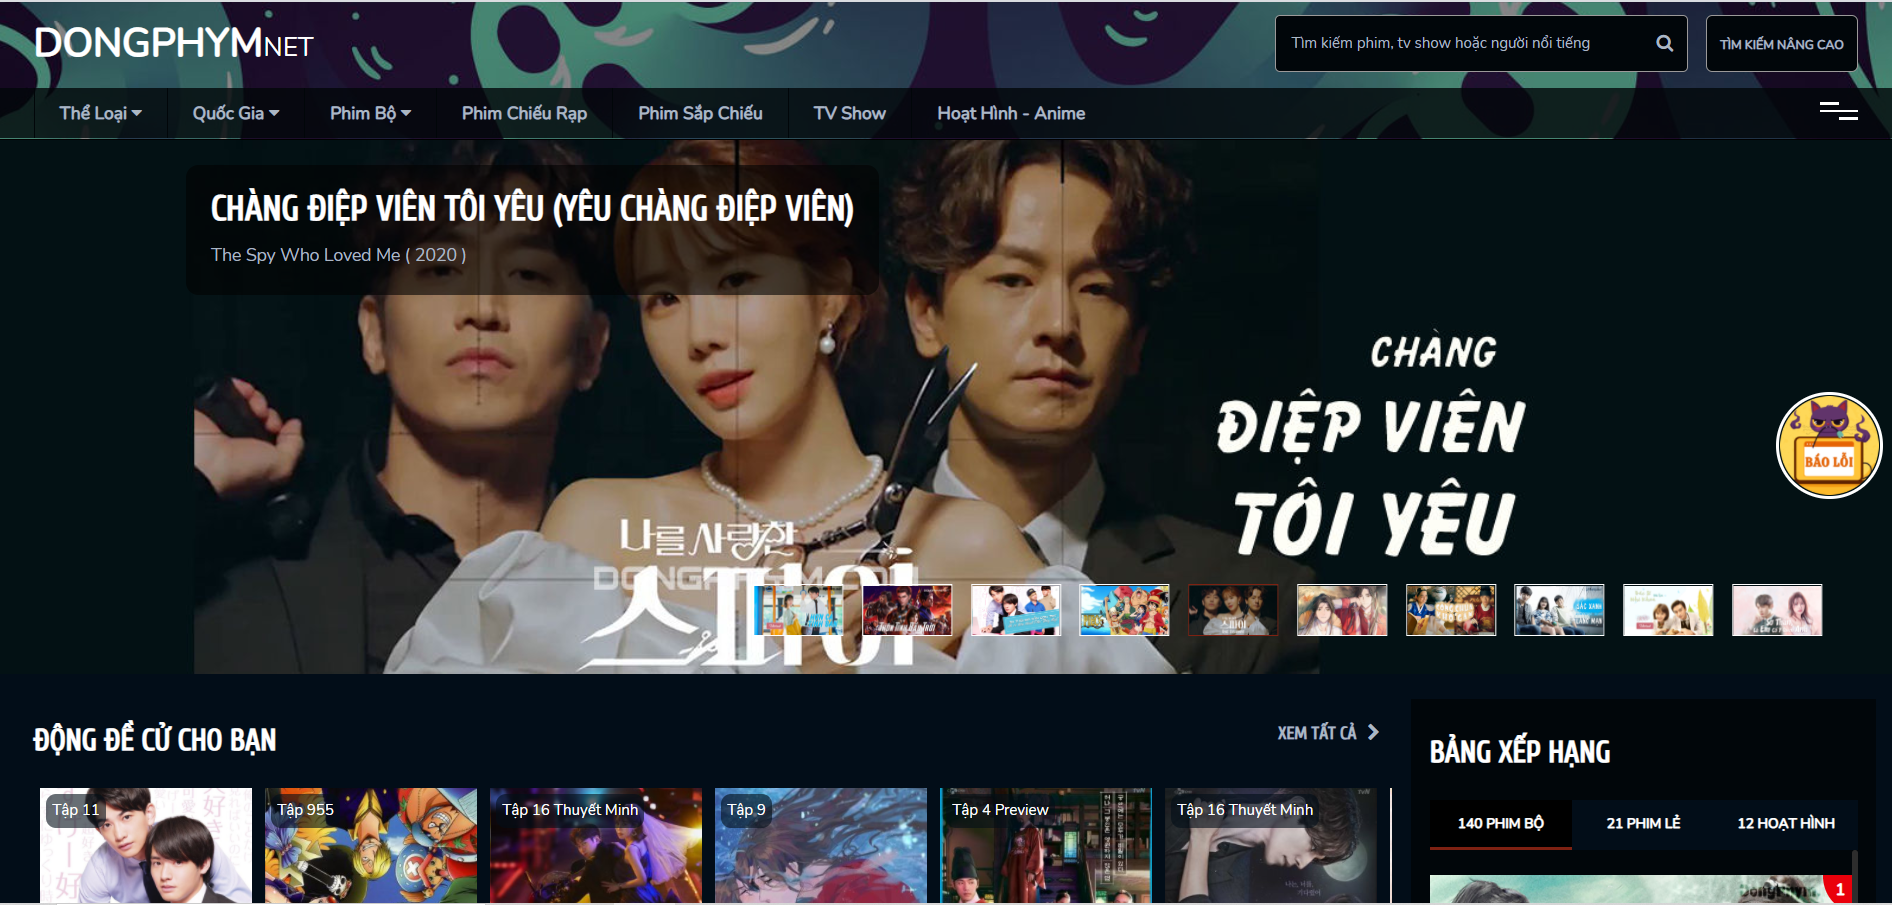 DONGPHYMNET
Tìm kiếm phim, tv show hoặc người nổi tiếng
TÌM KIẾM NÂNG CAO
Thể Loại
Quốc Gia
Phim Bộ
Phim Chiếu Rạp
Phim Sắp Chiếu
TV Show
Hoạt Hình - Anime
CHÀNG ĐIỆP VIÊN TÔI YÊU (YÊU CHÀNG ĐIỆP VIÊN)
The Spy Who Loved Me ( 2020 )
CHÀNG
ĐIỆP VIÊN
TÔI YÊU
BÁO LỖI
나를 사랑한
스파이
ĐỘNG ĐỀ CỬ CHO BẠN
XEM TẤT CẢ
BẢNG XẾP HẠNG
140 PHIM BỘ
21 PHIM LẺ
12 HOẠT HÌNH
Tập 11
Tập 955
Tập 16 Thuyết Minh
Tập 9
Tập 4 Preview
Tập 16 Thuyết Minh
1